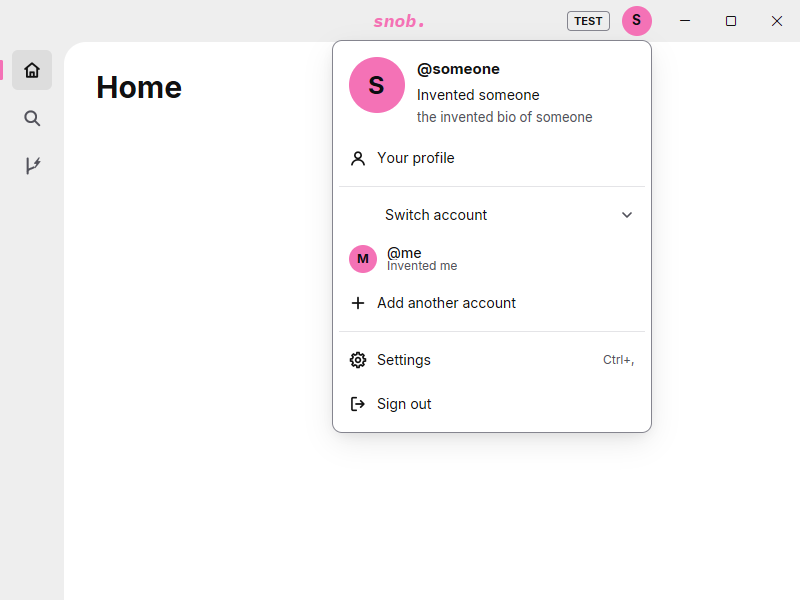 snob.
TEST
S
Home
S
@someone
Invented someone
the invented bio of someone
Your profile
Switch account
M
@me
Invented me
Add another account
Settings
Ctrl+,
Sign out